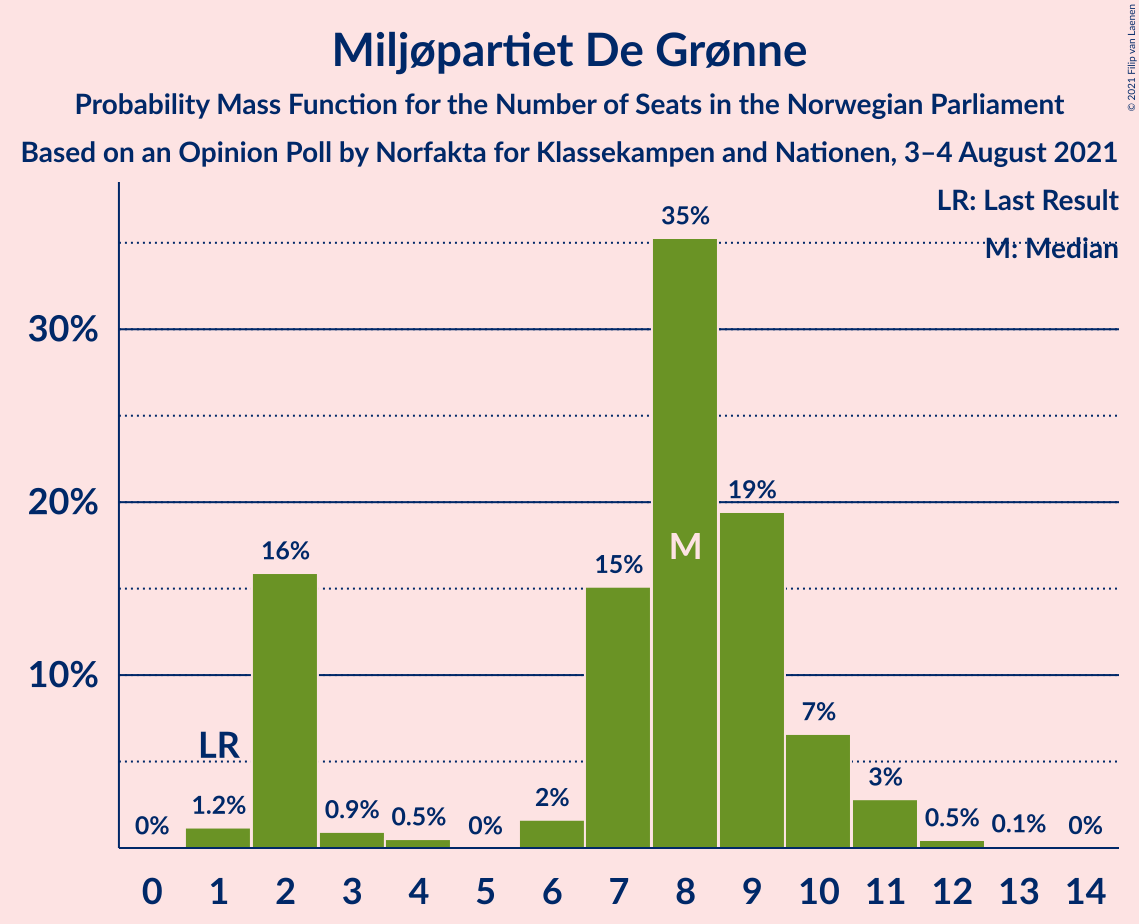 Miljøpartiet De Grønne
Probability Mass Function for the Number of Seats in the Norwegian Parliament
Based on an Opinion Poll by Norfakta for Klassekampen and Nationen, 3–4 August 2021
© 2021 Filip van Laenen
LR: Last Result
M: Median
35%
30%
20%
10%
0%
LR
1.2%
16%
0.9%
0.5%
0%
2%
15%
M
19%
7%
3%
0.5%
0.1%
0%
0 1 2 3 4 5 6 7 8 9 10 11 12 13 14